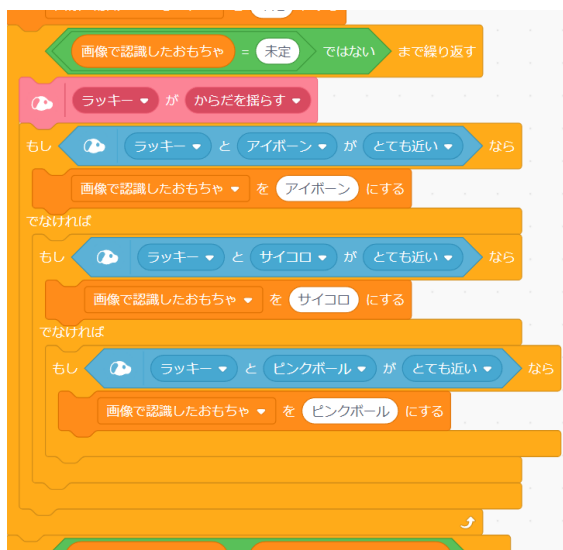 画像で認識したおもちゃ = 未定 ではない まで繰り返す
ラッキー が からだを揺らす
もし ラッキー と アイボーン が とても近い なら
画像で認識したおもちゃ を アイボーン にする
でなければ
もし ラッキー と サイコロ が とても近い なら
画像で認識したおもちゃ を サイコロ にする
でなければ
もし ラッキー と ピンクボール が とても近い なら
画像で認識したおもちゃ を ピンクボール にする